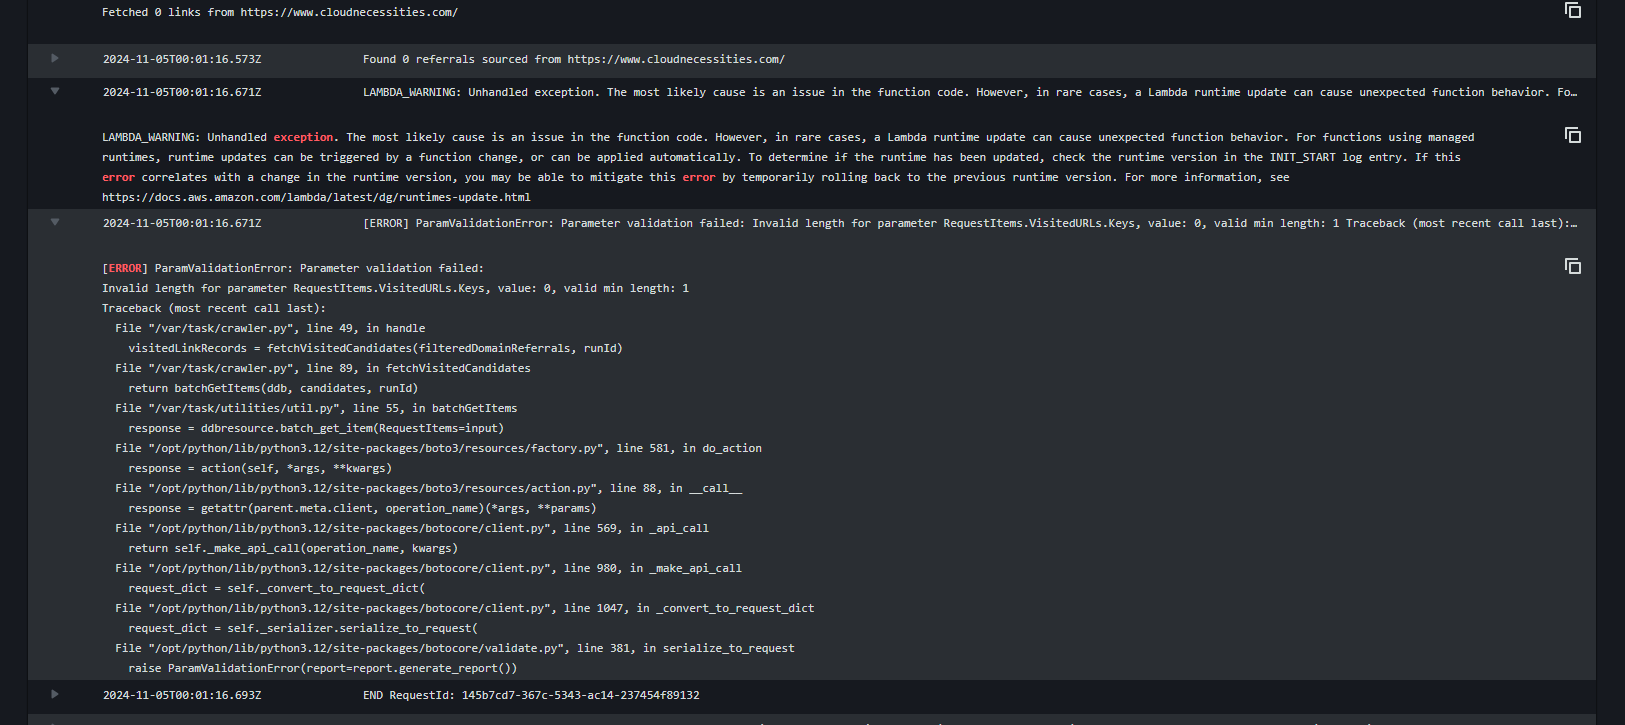 Fetched 0 links from https://www.cloudnecessities.com/
2024-11-05T00:01:16.573Z Found 0 referrals sourced from https://www.cloudnecessities.com/
2024-11-05T00:01:16.671Z LAMBDA_WARNING: Unhandled exception. The most likely cause is an issue in the function code. However, in rare cases, a Lambda runtime update can cause unexpected function behavior. Fo…
LAMBDA_WARNING: Unhandled exception. The most likely cause is an issue in the function code. However, in rare cases, a Lambda runtime update can cause unexpected function behavior. For functions using managed
runtimes, runtime updates can be triggered by a function change, or can be applied automatically. To determine if the runtime has been updated, check the runtime version in the INIT_START log entry. If this
error correlates with a change in the runtime version, you may be able to mitigate this error by temporarily rolling back to the previous runtime version. For more information, see
https://docs.aws.amazon.com/lambda/latest/dg/runtimes-update.html
2024-11-05T00:01:16.671Z [ERROR] ParamValidationError: Parameter validation failed: Invalid length for parameter RequestItems.VisitedURLs.Keys, value: 0, valid min length: 1 Traceback (most recent call last):…
[ERROR] ParamValidationError: Parameter validation failed:
Invalid length for parameter RequestItems.VisitedURLs.Keys, value: 0, valid min length: 1
Traceback (most recent call last):
File "/var/task/crawler.py", line 49, in handle
visitedLinkRecords = fetchVisitedCandidates(filteredDomainReferrals, runId)
File "/var/task/crawler.py", line 89, in fetchVisitedCandidates
return batchGetItems(ddb, candidates, runId)
File "/var/task/utilities/util.py", line 55, in batchGetItems
response = ddbresource.batch_get_item(RequestItems=input)
File "/opt/python/lib/python3.12/site-packages/boto3/resources/factory.py", line 581, in do_action
response = action(self, *args, **kwargs)
File "/opt/python/lib/python3.12/site-packages/boto3/resources/action.py", line 88, in __call__
response = getattr(parent.meta.client, operation_name)(*args, **params)
File "/opt/python/lib/python3.12/site-packages/botocore/client.py", line 569, in _api_call
return self._make_api_call(operation_name, kwargs)
File "/opt/python/lib/python3.12/site-packages/botocore/client.py", line 980, in _make_api_call
request_dict = self._convert_to_request_dict(
File "/opt/python/lib/python3.12/site-packages/botocore/client.py", line 1047, in _convert_to_request_dict
request_dict = self._serializer.serialize_to_request(
File "/opt/python/lib/python3.12/site-packages/botocore/validate.py", line 381, in serialize_to_request
raise ParamValidationError(report=report.generate_report())
2024-11-05T00:01:16.693Z END RequestId: 145b7cd7-367c-5343-ac14-237454f89132